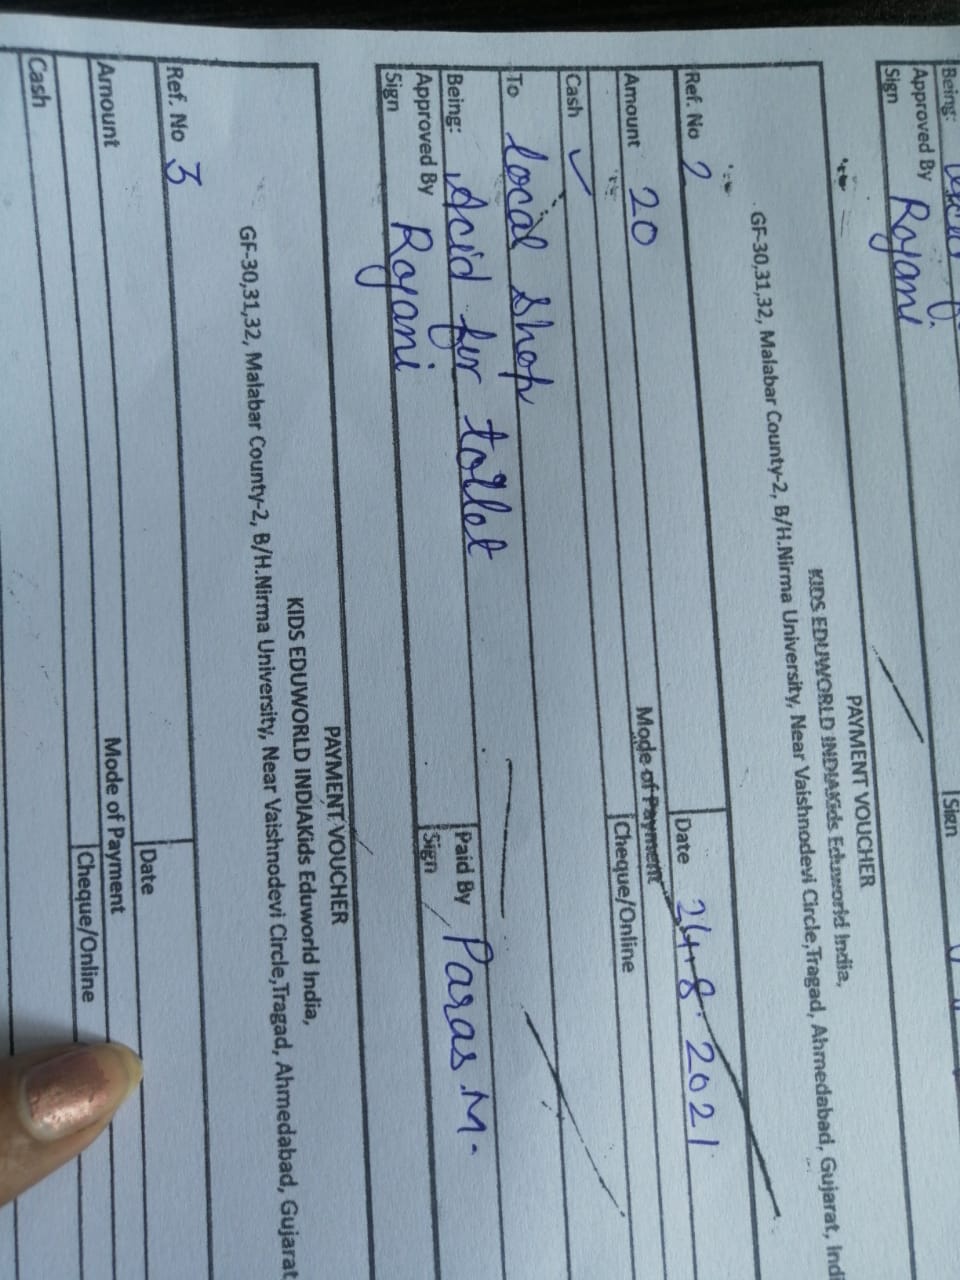 Being:
Approved By Rojani
Sign
Sign
PAYMENT VOUCHER
KIDS EDUWORLD INDIAKids Eduworld India,
GF-30,31,32, Malabar County-2, B/H.Nirma University, Near Vaishnodevi Circle,Tragad, Ahmedabad, Gujarat, Ind
Ref. No 2 Date 24.8.2021
Amount 20 Mode of Payment
Cash ✓ Cheque/Online
To local shop
Being: Acid for toilet Paid By Paras.M.
Approved By Rojani Sign
Sign
PAYMENT VOUCHER
KIDS EDUWORLD INDIAKids Eduworld India,
GF-30,31,32, Malabar County-2, B/H.Nirma University, Near Vaishnodevi Circle,Tragad, Ahmedabad, Gujarat,
Ref. No 3 Date
Amount Mode of Payment
Cash Cheque/Online